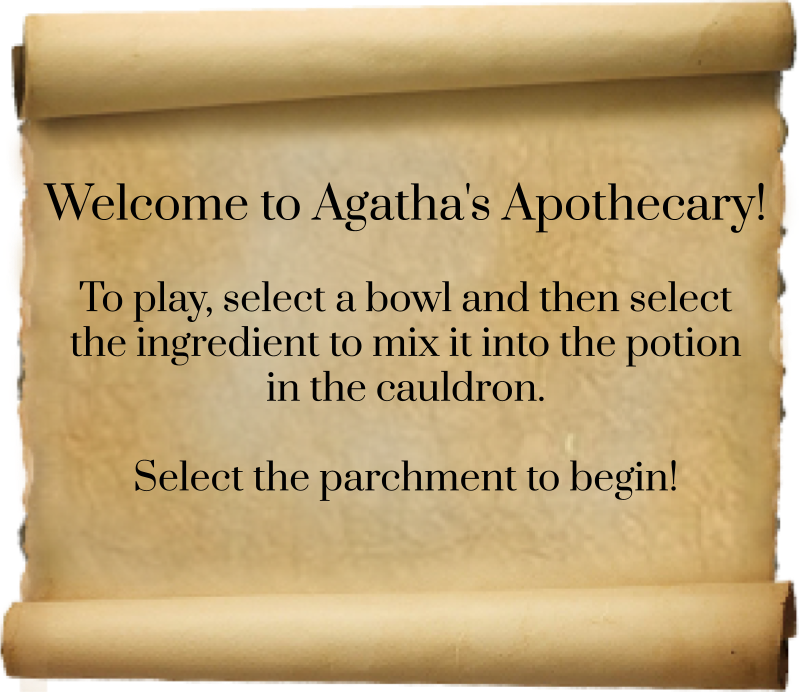 Welcome to Agatha's Apothecary!
To play, select a bowl and then select
the ingredient to mix it into the potion
in the cauldron.
Select the parchment to begin!